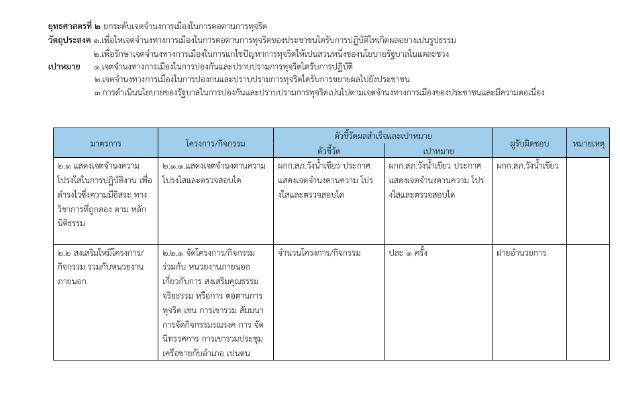 ยุทธศาสตรที่ ๒ ยกระดับเจตจำนงการเมืองในการตอตานการทุจริต
วัตถุประสงค ๑.เพื่อใหเจตจำนงทางการเมืองในการตอตานการทุจริตของประชาชนไดรับการปฏิบัติใหเกิดผลอยางเปนรูปธรรม
๒.เพื่อรักษาเจตจำนงทางการเมืองในการแกไขปญหาการทุจริตใหเปนสวนหนึ่งของนโยบายรัฐบาลในแตละชวง
เปาหมาย ๑.เจตจำนงทางการเมืองในการปองกันและปราบปรามการทุจริตไดรับการปฏิบัติ
๒.เจตจำนงทางการเมืองในการปองกนและปราบปรามการทุจริตไดรับการขยายผลไปยังประชาชน
๓.การดำเนินนโยบายของรัฐบาลในการปองกันและปราบปรามการทุจริตเปนไปตามเจตจำนงทางการเมืองของประชาชนและมีความตอเนื่อง
มาตรการ โครงการ/กิจกรรม ตัวชี้วัดผลสำเร็จและเปาหมาย ผูรับผิดชอบ หมายเหตุ
ตัวชี้วัด เปาหมาย
๒.๑ แสดงเจตจำนงความ
โปรงใสในการปฏิบัติงาน เพื่อ
ดำรงไวซึ่งความมีอิสระ ทาง
วิชาการที่ถูกตอง ตาม หลัก
นิติธรรม
๒.๑.๑.แสดงเจตจำนงดานความ
โปรงใสและตรวจสอบได
ผกก.สภ.วังน้ำเขียว ประกาศ
แสดงเจตจำนงดานความ โปร
งใสและตรวจสอบได
ผกก.สภ.วังน้ำเขียว ประกาศ
แสดงเจตจำนงดานความ โปร
งใสและตรวจสอบได
ผกก.สภ.วังน้ำเขียว
๒.๒ สงเสริมใหมีโครงการ/
กิจกรรม รวมกับหนวยงาน
ภายนอก
๒.๒.๑ จัดโครงการ/กิจกรรม
รวมกับ หนวยงานภายนอก
เกี่ยวกับการ สงเสริมคุณธรรม
จริยธรรม หรือการ ตอตานการ
ทุจริต เชน การเขารวม สัมมนา
การจัดกิจกรรมรณรงค การ จัด
นิทรรศการ การเขารวมประชุม
เครือขายกับอำเภอ เปนตน
จำนวนโครงการ/กิจกรรม
ปละ ๑ ครั้ง
ฝายอำนวยการ